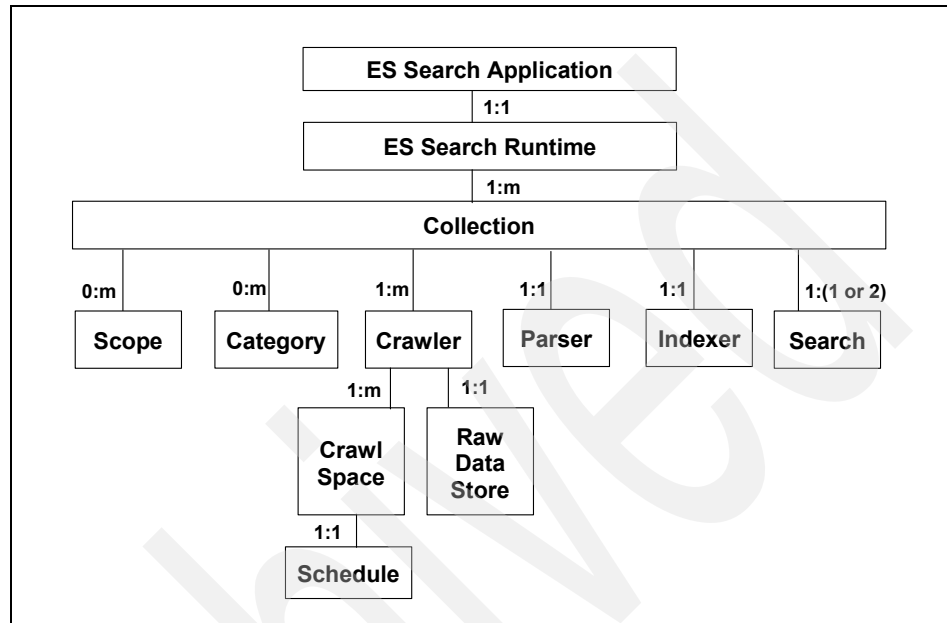 ES Search Application
1:1
ES Search Runtime
1:m
Collection
0:m
0:m
1:m
1:1
1:1
1:(1 or 2)
Scope
Category
Crawler
Parser
Indexer
Search
1:m
1:1
Crawl
Space
Raw
Data
Store
1:1
Schedule
hived